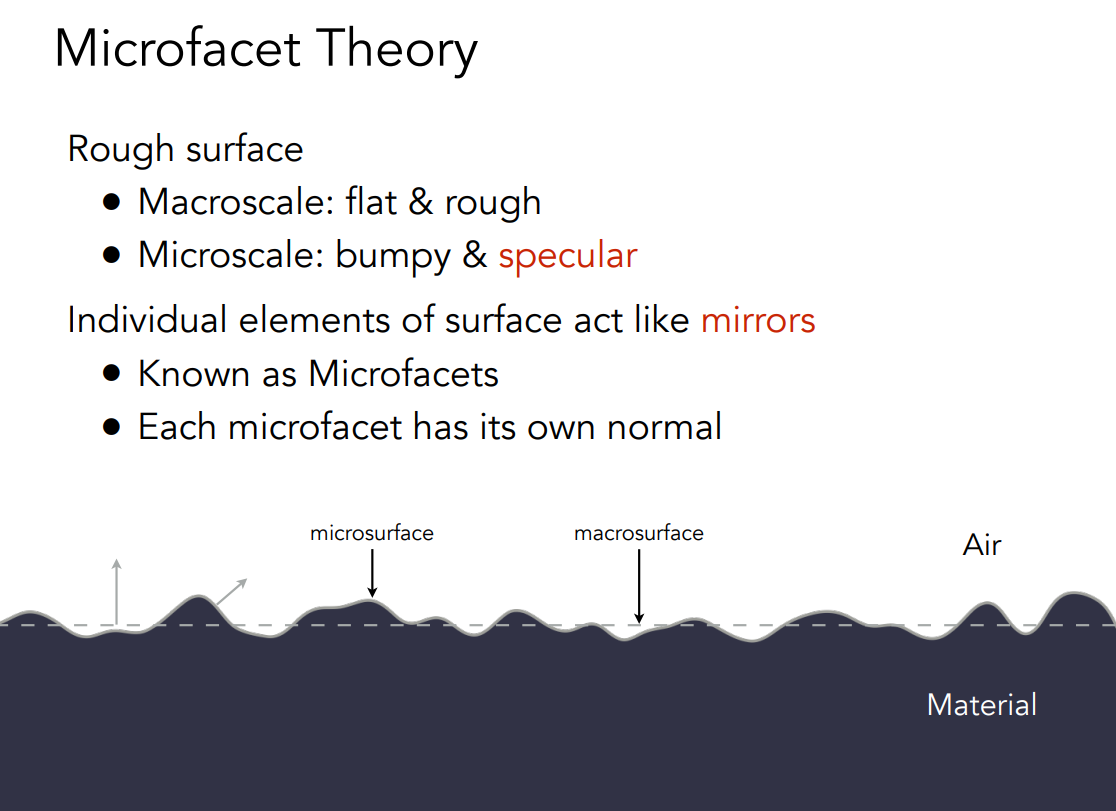 Microfacet Theory
Rough surface
● Macroscale: flat & rough
● Microscale: bumpy & specular
Individual elements of surface act like mirrors
● Known as Microfacets
● Each microfacet has its own normal
microsurface
macrosurface
Air
Material